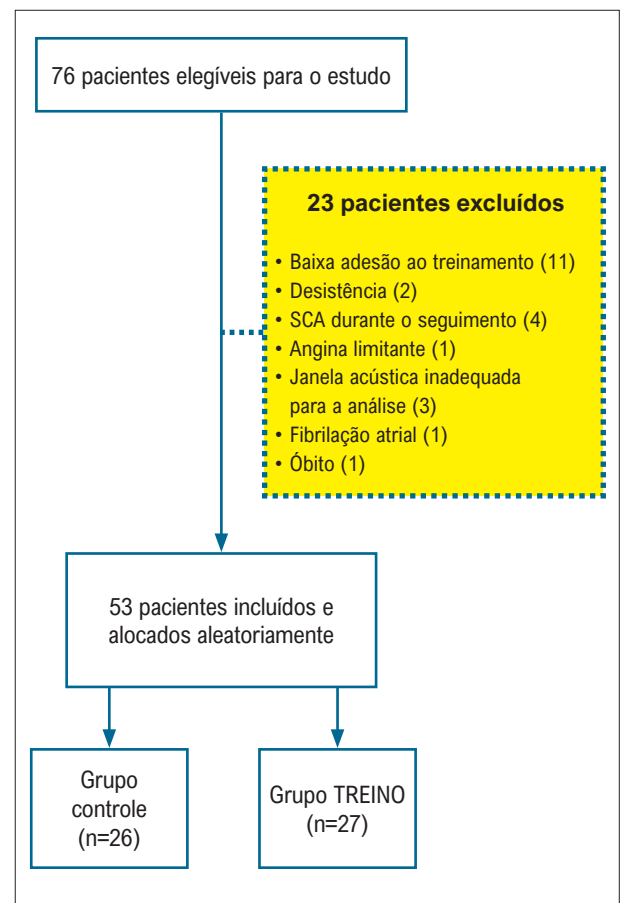 76 pacientes elegíveis para o estudo
23 pacientes excluídos
• Baixa adesão ao treinamento (11)
• Desistência (2)
• SCA durante o seguimento (4)
• Angina limitante (1)
• Janela acústica inadequada
para a análise (3)
• Fibrilação atrial (1)
• Óbito (1)
53 pacientes incluídos e
alocados aleatoriamente
Grupo
controle
(n=26)
Grupo TREINO
(n=27)